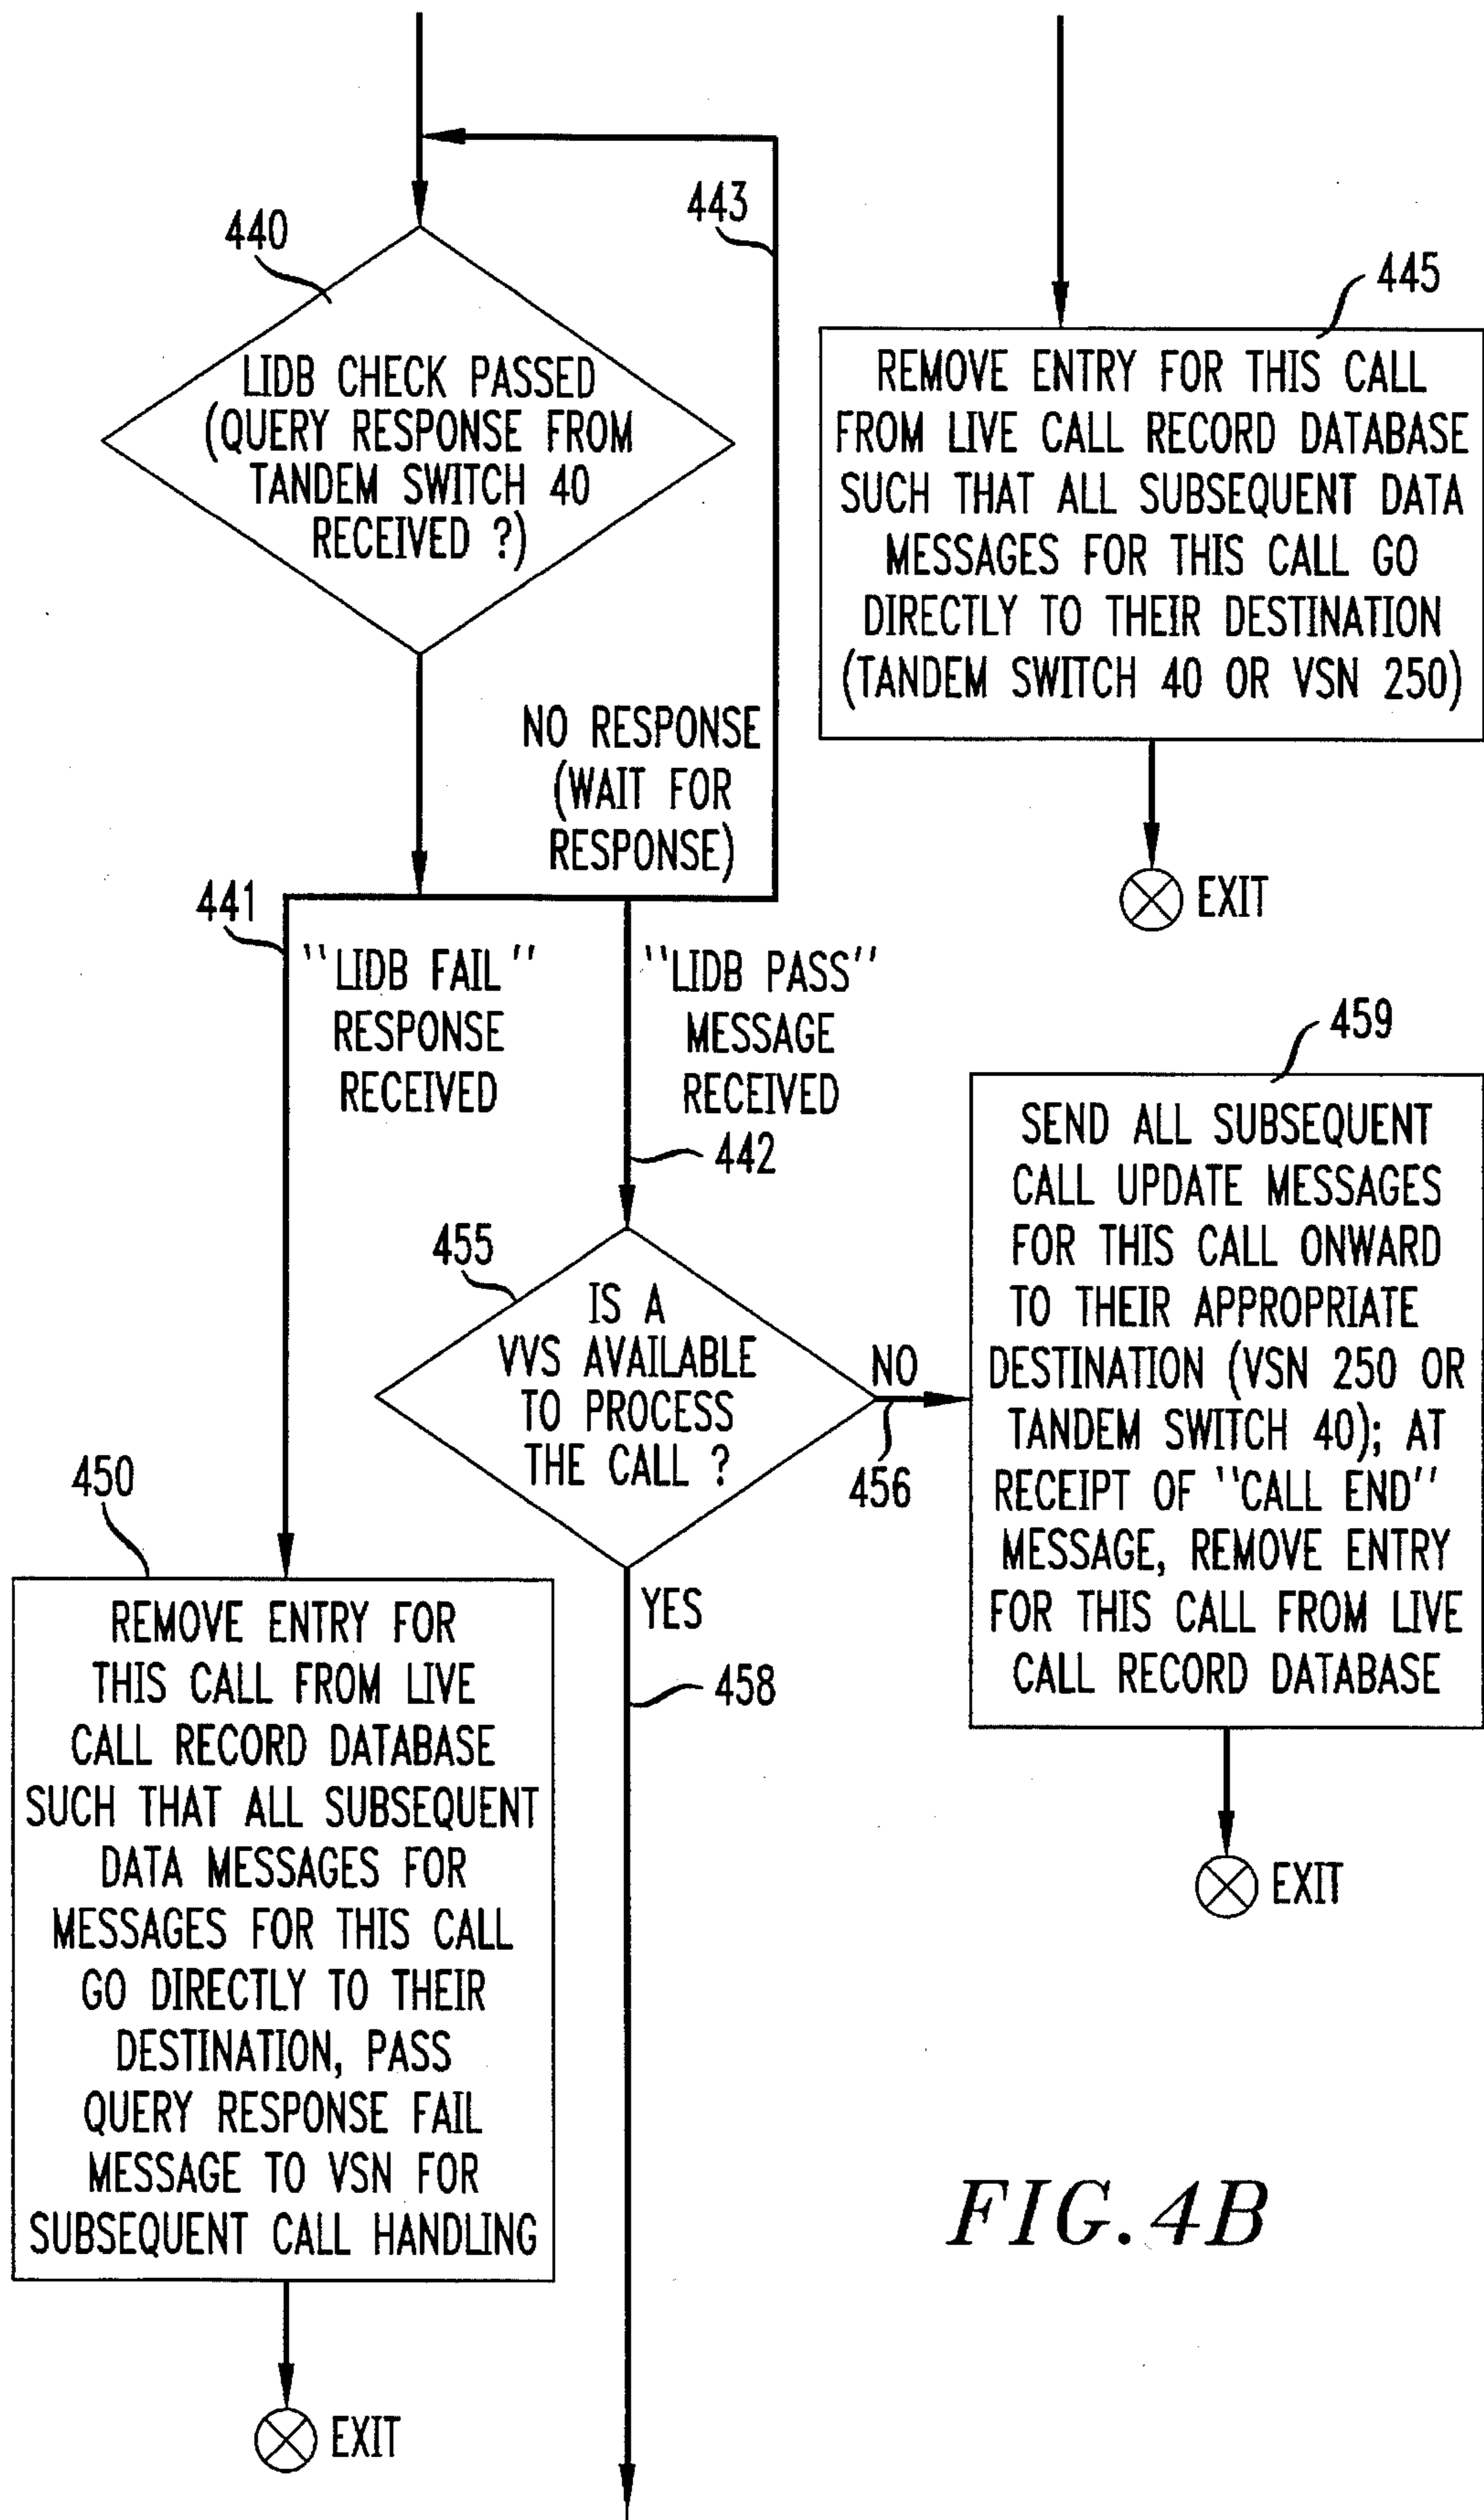 440
443
LIDB CHECK PASSED
(QUERY RESPONSE FROM
TANDEM SWITCH 40
RECEIVED ?)
445
REMOVE ENTRY FOR THIS CALL
FROM LIVE CALL RECORD DATABASE
SUCH THAT ALL SUBSEQUENT DATA
MESSAGES FOR THIS CALL GO
DIRECTLY TO THEIR DESTINATION
(TANDEM SWITCH 40 OR VSN 250)
EXIT
NO RESPONSE
(WAIT FOR
RESPONSE)
441
"LIDB FAIL"
RESPONSE
RECEIVED
"LIDB PASS"
MESSAGE
RECEIVED
442
455
IS A
VVS AVAILABLE
TO PROCESS
THE CALL ?
NO
456
459
SEND ALL SUBSEQUENT
CALL UPDATE MESSAGES
FOR THIS CALL ONWARD
TO THEIR APPROPRIATE
DESTINATION (VSN 250 OR
TANDEM SWITCH 40); AT
RECEIPT OF "CALL END"
MESSAGE, REMOVE ENTRY
FOR THIS CALL FROM LIVE
CALL RECORD DATABASE
EXIT
YES
458
450
REMOVE ENTRY FOR
THIS CALL FROM LIVE
CALL RECORD DATABASE
SUCH THAT ALL SUBSEQUENT
DATA MESSAGES FOR
MESSAGES FOR THIS CALL
GO DIRECTLY TO THEIR
DESTINATION, PASS
QUERY RESPONSE FAIL
MESSAGE TO VSN FOR
SUBSEQUENT CALL HANDLING
EXIT
FIG. 4B